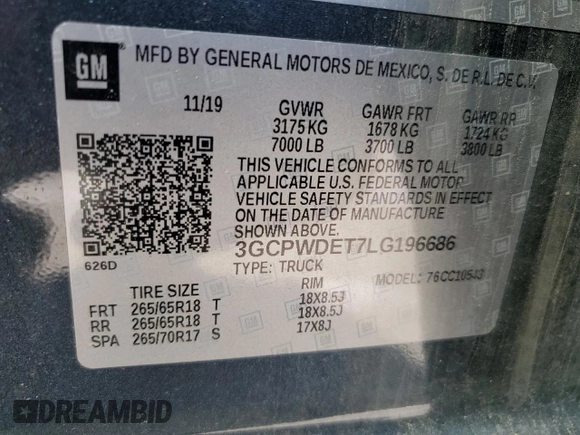 GM
MFD BY GENERAL MOTORS DE MEXICO, S. DE R.L. DE C.V.
11/19 GVWR GAWR FRT GAWR RR
3175 KG 1678 KG 1724 KG
7000 LB 3700 LB 3800 LB
THIS VEHICLE CONFORMS TO ALL
APPLICABLE U.S. FEDERAL MOTOR
VEHICLE SAFETY STANDARDS IN EFFECT
ON THE DATE OF MANUFACTURE
SHOWN ABOVE.
3GCPWDET7LG196686
626D
TYPE: TRUCK MODEL: 76CC10543
TIRE SIZE RIM
FRT 265/65R18 T 18X8.5J
RR 265/65R18 T 18X8.5J
SPA 265/70R17 S 17X8J
DREAMBID